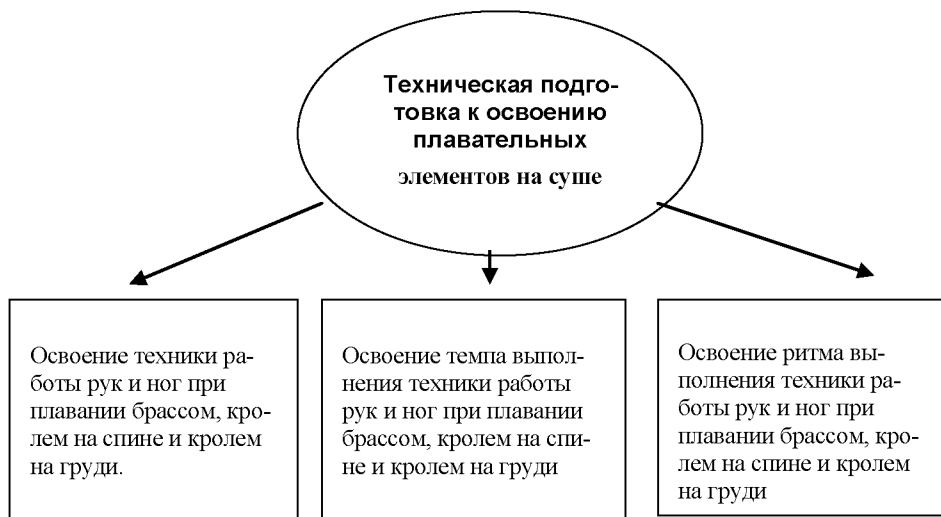 Техническая подго-
товка к освоению
плавательных
элементов на суше
Освоение техники ра-
боты рук и ног при
плавании брассом, кро-
лем на спине и кролем
на груди.
Освоение темпа выпол-
нения техники работы
рук и ног при плавании
брассом, кролем на спи-
не и кролем на груди
Освоение ритма вы-
полнения техники ра-
боты рук и ног при
плавании брассом, кро-
лем на спине и кролем
на груди